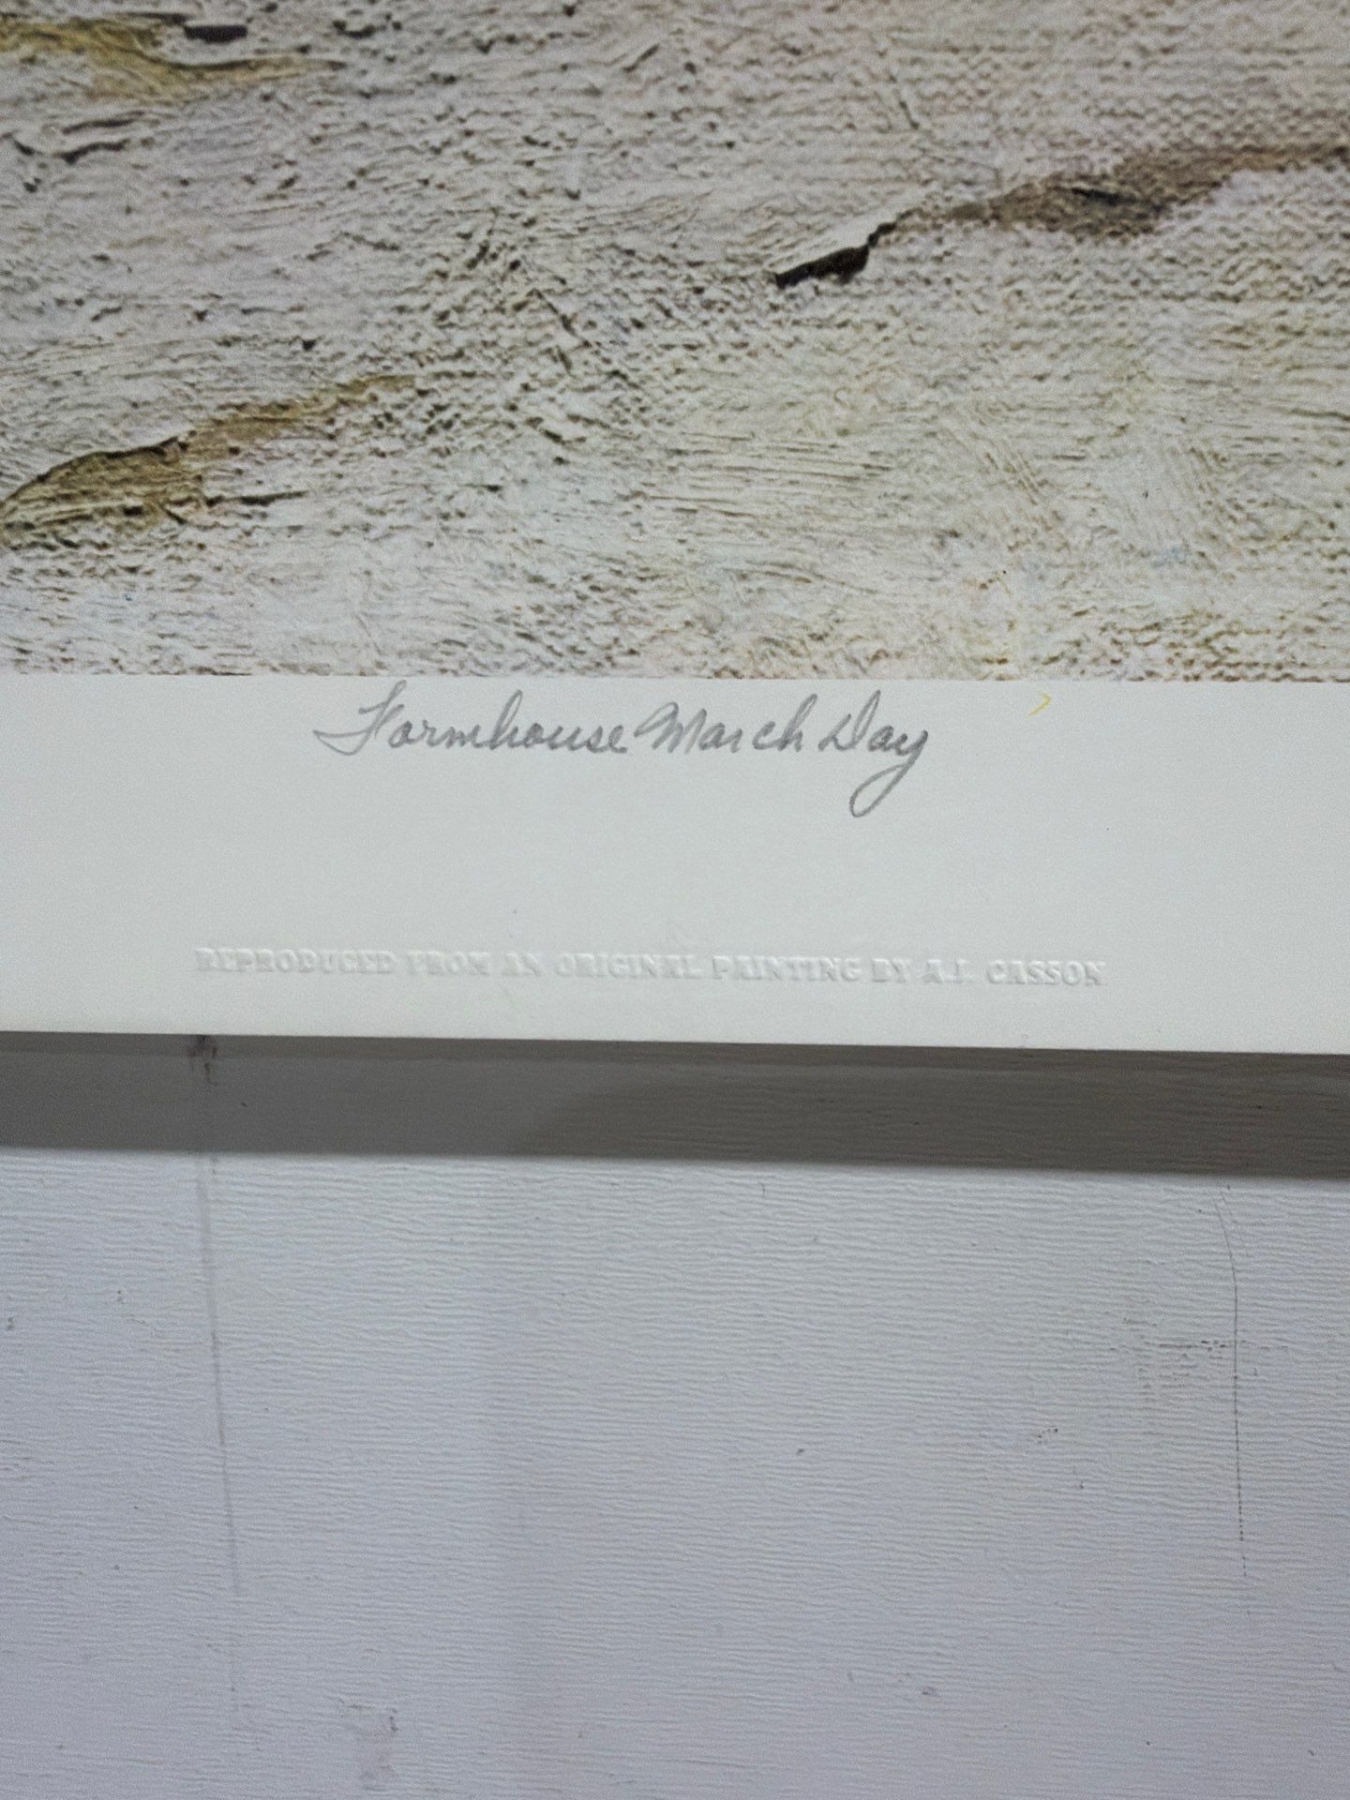 Farmhouse March Day
REPRODUCED FROM AN ORIGINAL PAINTING BY A.J. CASSON